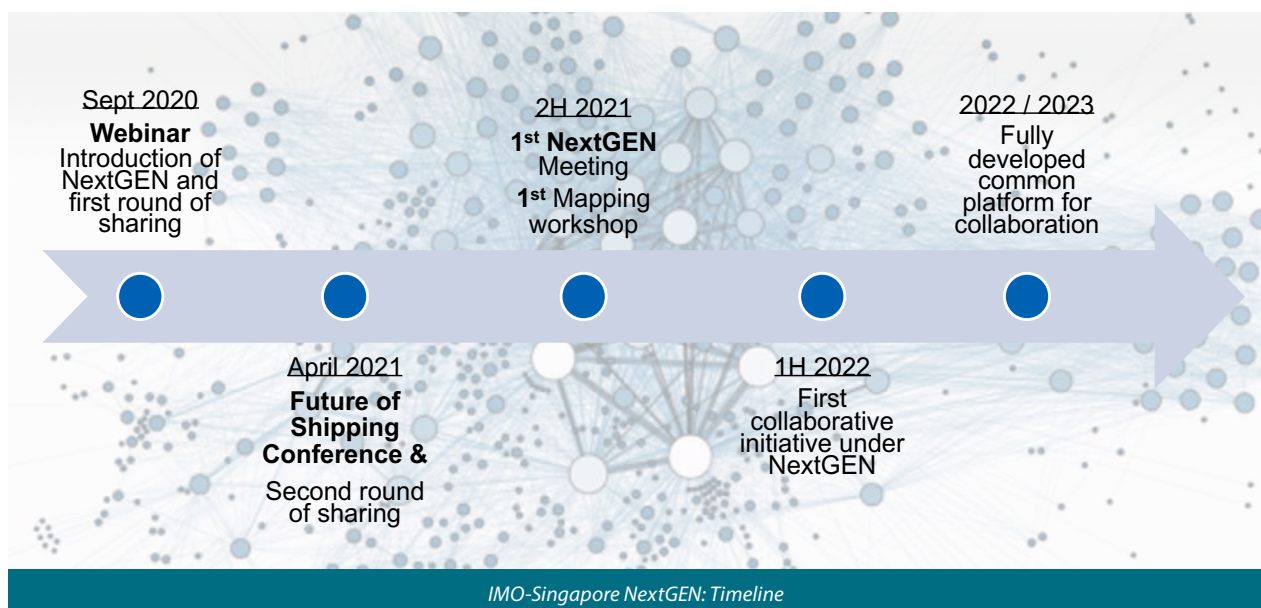 Sept 2020
Webinar
Introduction of
NextGEN and
first round of
sharing
April 2021
Future of
Shipping
Conference &
Second round
of sharing
2H 2021
1st NextGEN
Meeting
1st Mapping
workshop
1H 2022
First
collaborative
initiative under
NextGEN
2022 / 2023
Fully
developed
common
platform for
collaboration
IMO-Singapore NextGEN: Timeline